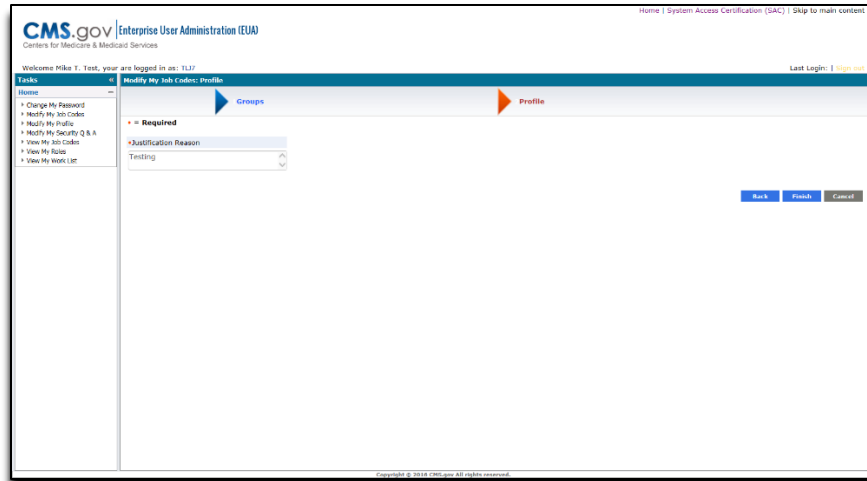 Home | System Access Certification (SAC) | Skip to main content
CMS.gov Enterprise User Administration (EUA)
Centers for Medicare & Medicaid Services
Welcome Mike T. Test, your are logged in as: TLJ7
Last Login: | Sign out
Tasks «
Modify My Job Codes: Profile
Home −
Groups
Profile
Change My Password
Modify My Job Codes
Modify My Profile
Modify My Security Q & A
View My Job Codes
View My Roles
View My Work List
• = Required
•Justification Reason
Testing
Back Finish Cancel
Copyright © 2016 CMS.gov All rights reserved.